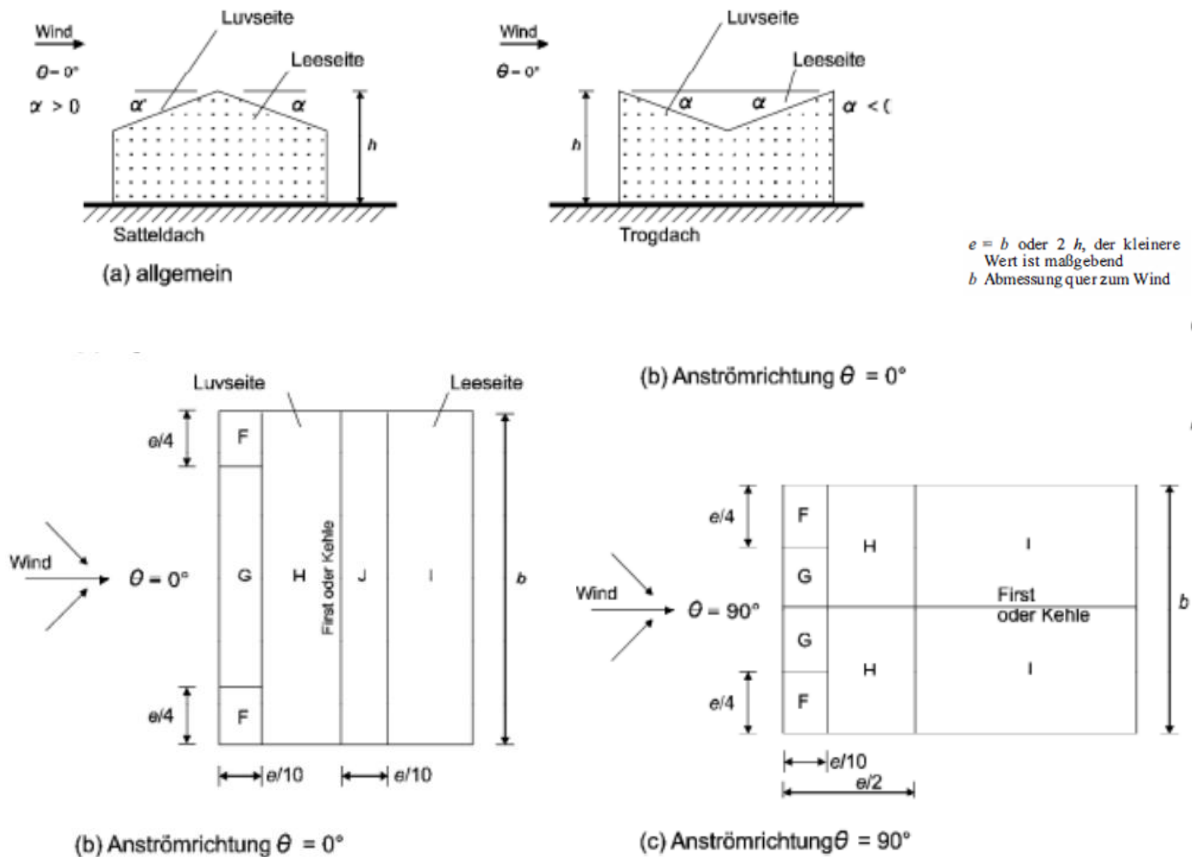 Wind
Luvseite
Leeseite
Θ–0°
α > 0
α
α
h
Satteldach
(a) allgemein
Wind
Luvseite
Leeseite
θ–0°
α
α
α <
h
Trogdach
e = b oder 2 h, der kleinere
Wert ist maßgebend
b Abmessung quer zum Wind
(b) Anströmrichtung θ = 0°
Luvseite
Leeseite
e/4
F
Wind
θ = 0°
G
H
First oder Kehle
J
I
b
e/4
F
e/10
e/10
(b) Anströmrichtung θ = 0°
e/4
F
H
I
G
Wind
θ = 90°
First
oder Kehle
b
G
H
I
e/4
F
e/10
e/2
(c) Anströmrichtung θ = 90°